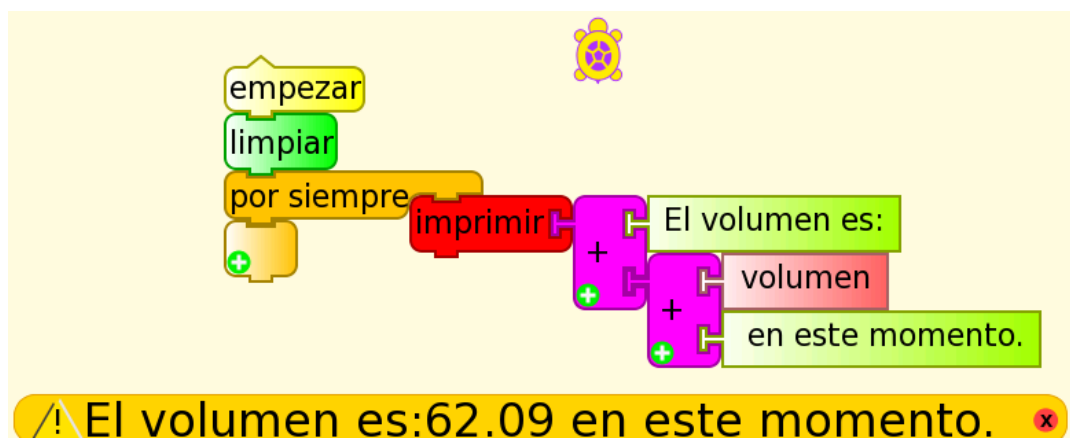 empezar
limpiar
por siempre
imprimir
+
El volumen es:
+
volumen
en este momento.
El volumen es:62.09 en este momento.
x